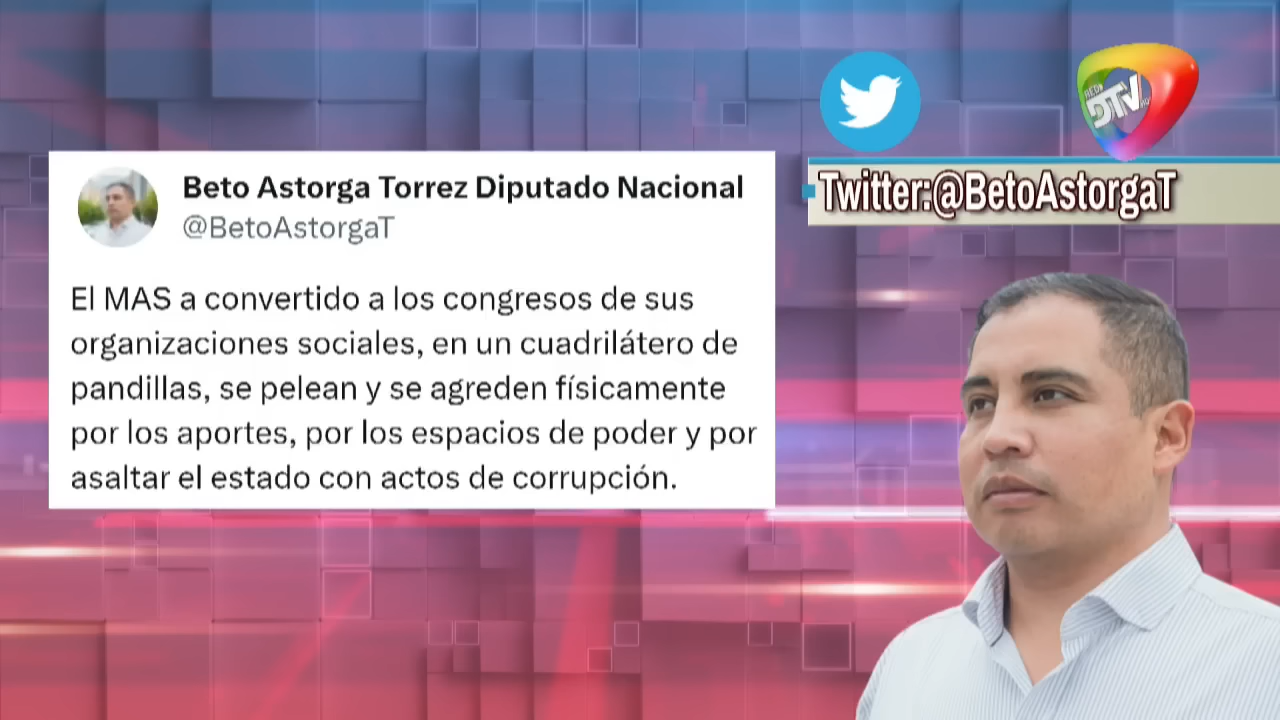 RED DTV
Twitter:@BetoAstorgaT
Beto Astorga Torrez Diputado Nacional
@BetoAstorgaT
El MAS a convertido a los congresos de sus
organizaciones sociales, en un cuadrilátero de
pandillas, se pelean y se agreden físicamente
por los aportes, por los espacios de poder y por
asaltar el estado con actos de corrupción.